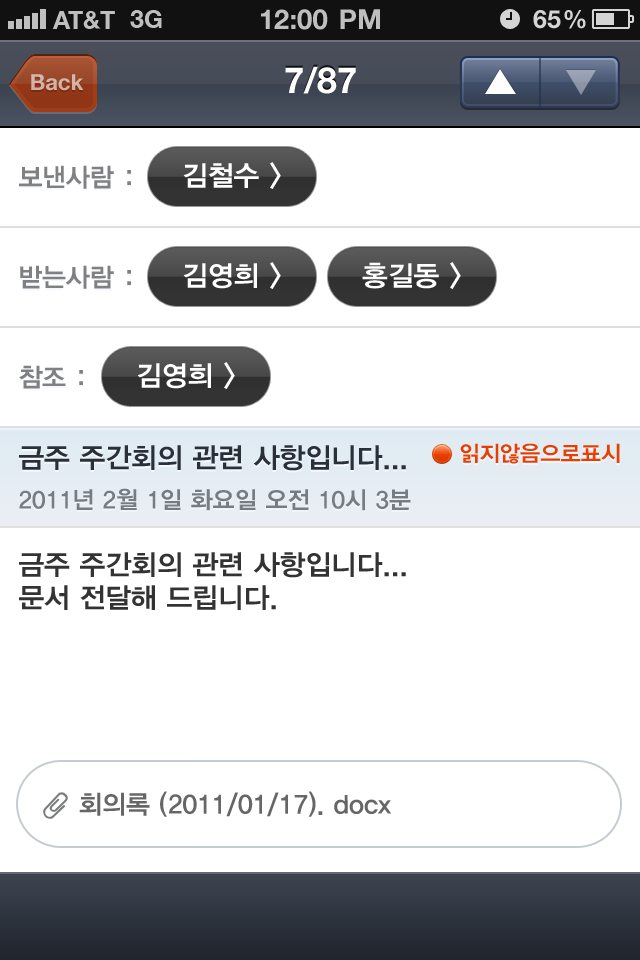 AT&T 3G 12:00 PM 65%
Back 7/87
보낸사람 : 김철수
받는사람 : 김영희 홍길동
참조 : 김영희
금주 주간회의 관련 사항입니다... 읽지않음으로표시
2011년 2월 1일 화요일 오전 10시 3분
금주 주간회의 관련 사항입니다...
문서 전달해 드립니다.
회의록 (2011/01/17). docx